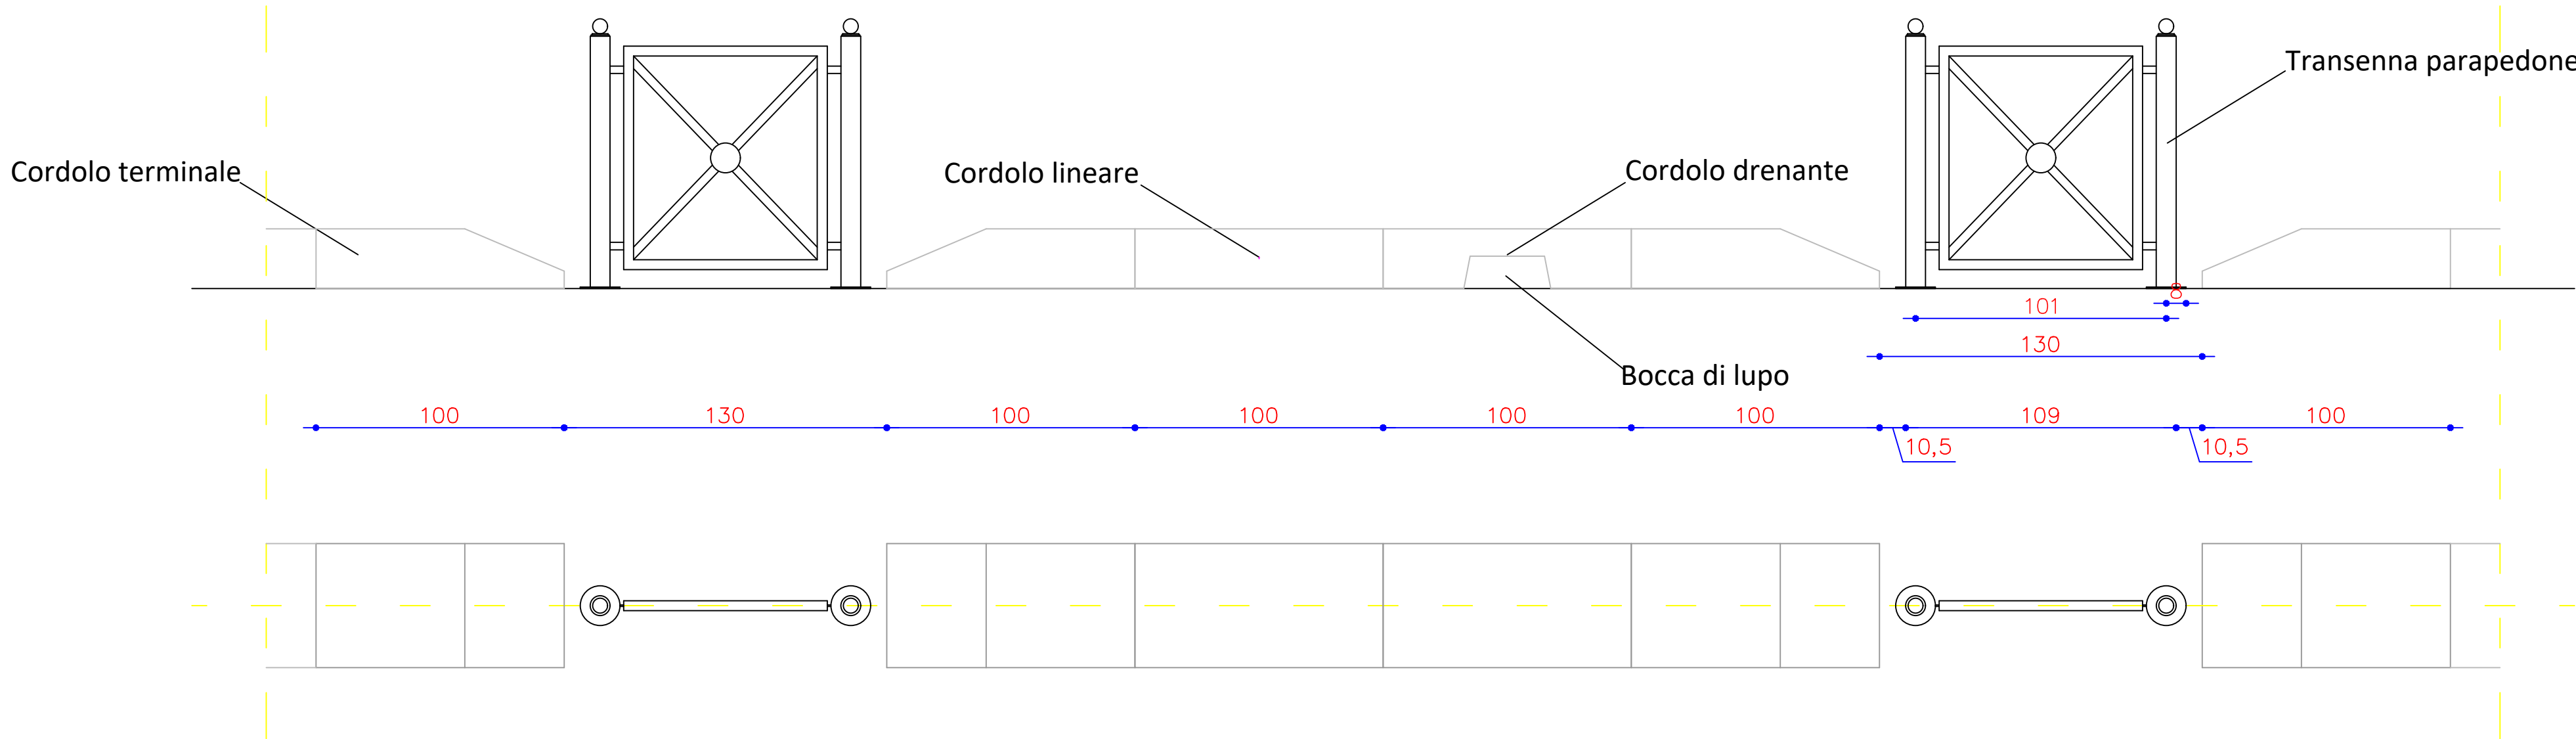 Transenna parapedone
Cordolo terminale
Cordolo lineare
Cordolo drenante
8
101
130
Bocca di lupo
100
130
100
100
100
100
109
100
10,5
10,5